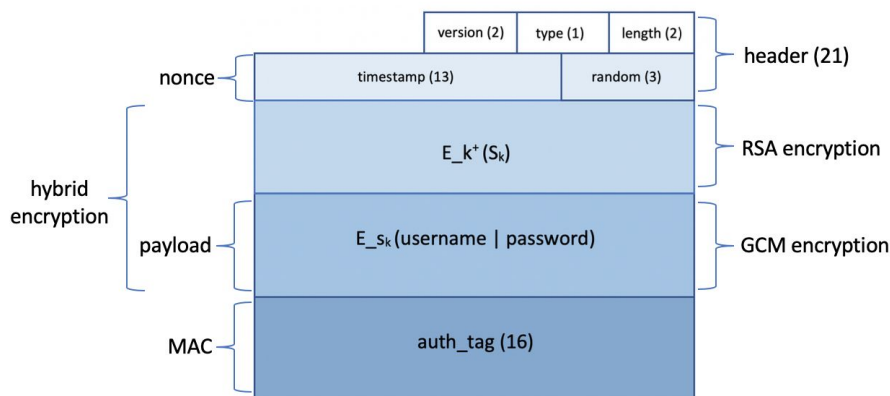 version (2) type (1) length (2)
header (21)
nonce
timestamp (13) random (3)
E_k⁺ (Sₖ)
RSA encryption
hybrid
encryption
payload
E_sₖ (username | password)
GCM encryption
MAC
auth_tag (16)